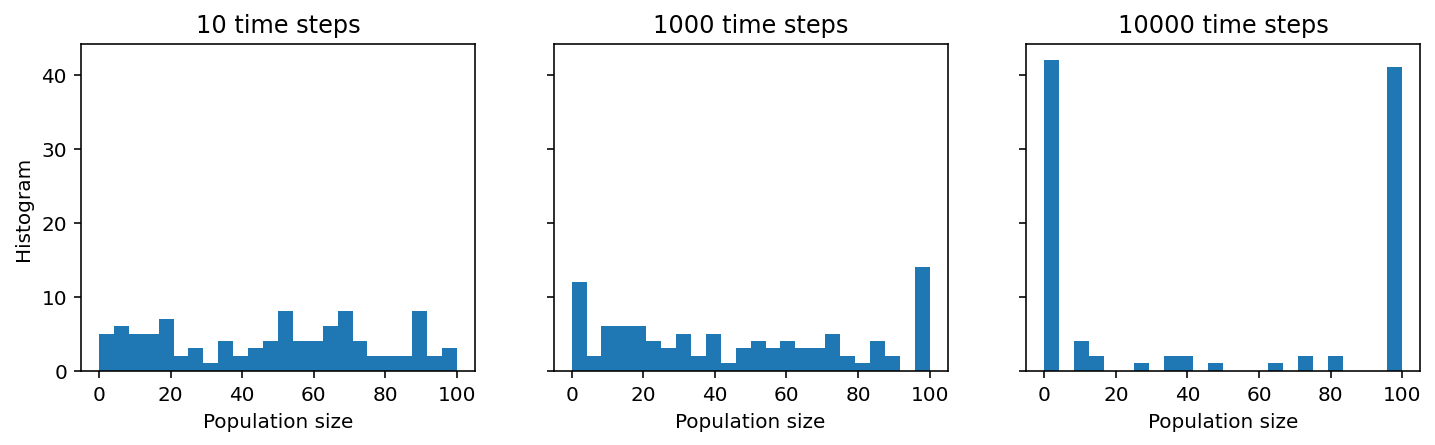 10 time steps
1000 time steps
10000 time steps
Histogram
40
30
20
10
0
0 20 40 60 80 100
0 20 40 60 80 100
0 20 40 60 80 100
Population size
Population size
Population size